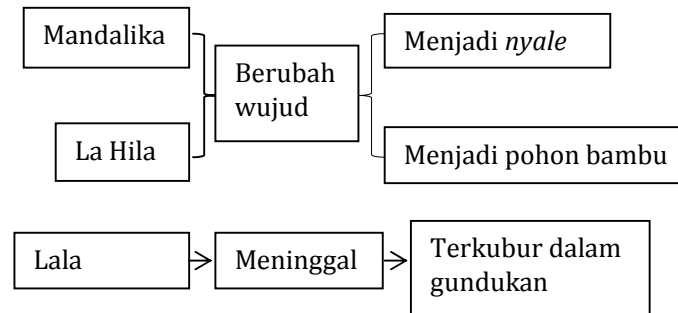 Mandalika
Menjadi nyale
Berubah
wujud
La Hila
Menjadi pohon bambu
Lala
Meninggal
Terkubur dalam
gundukan